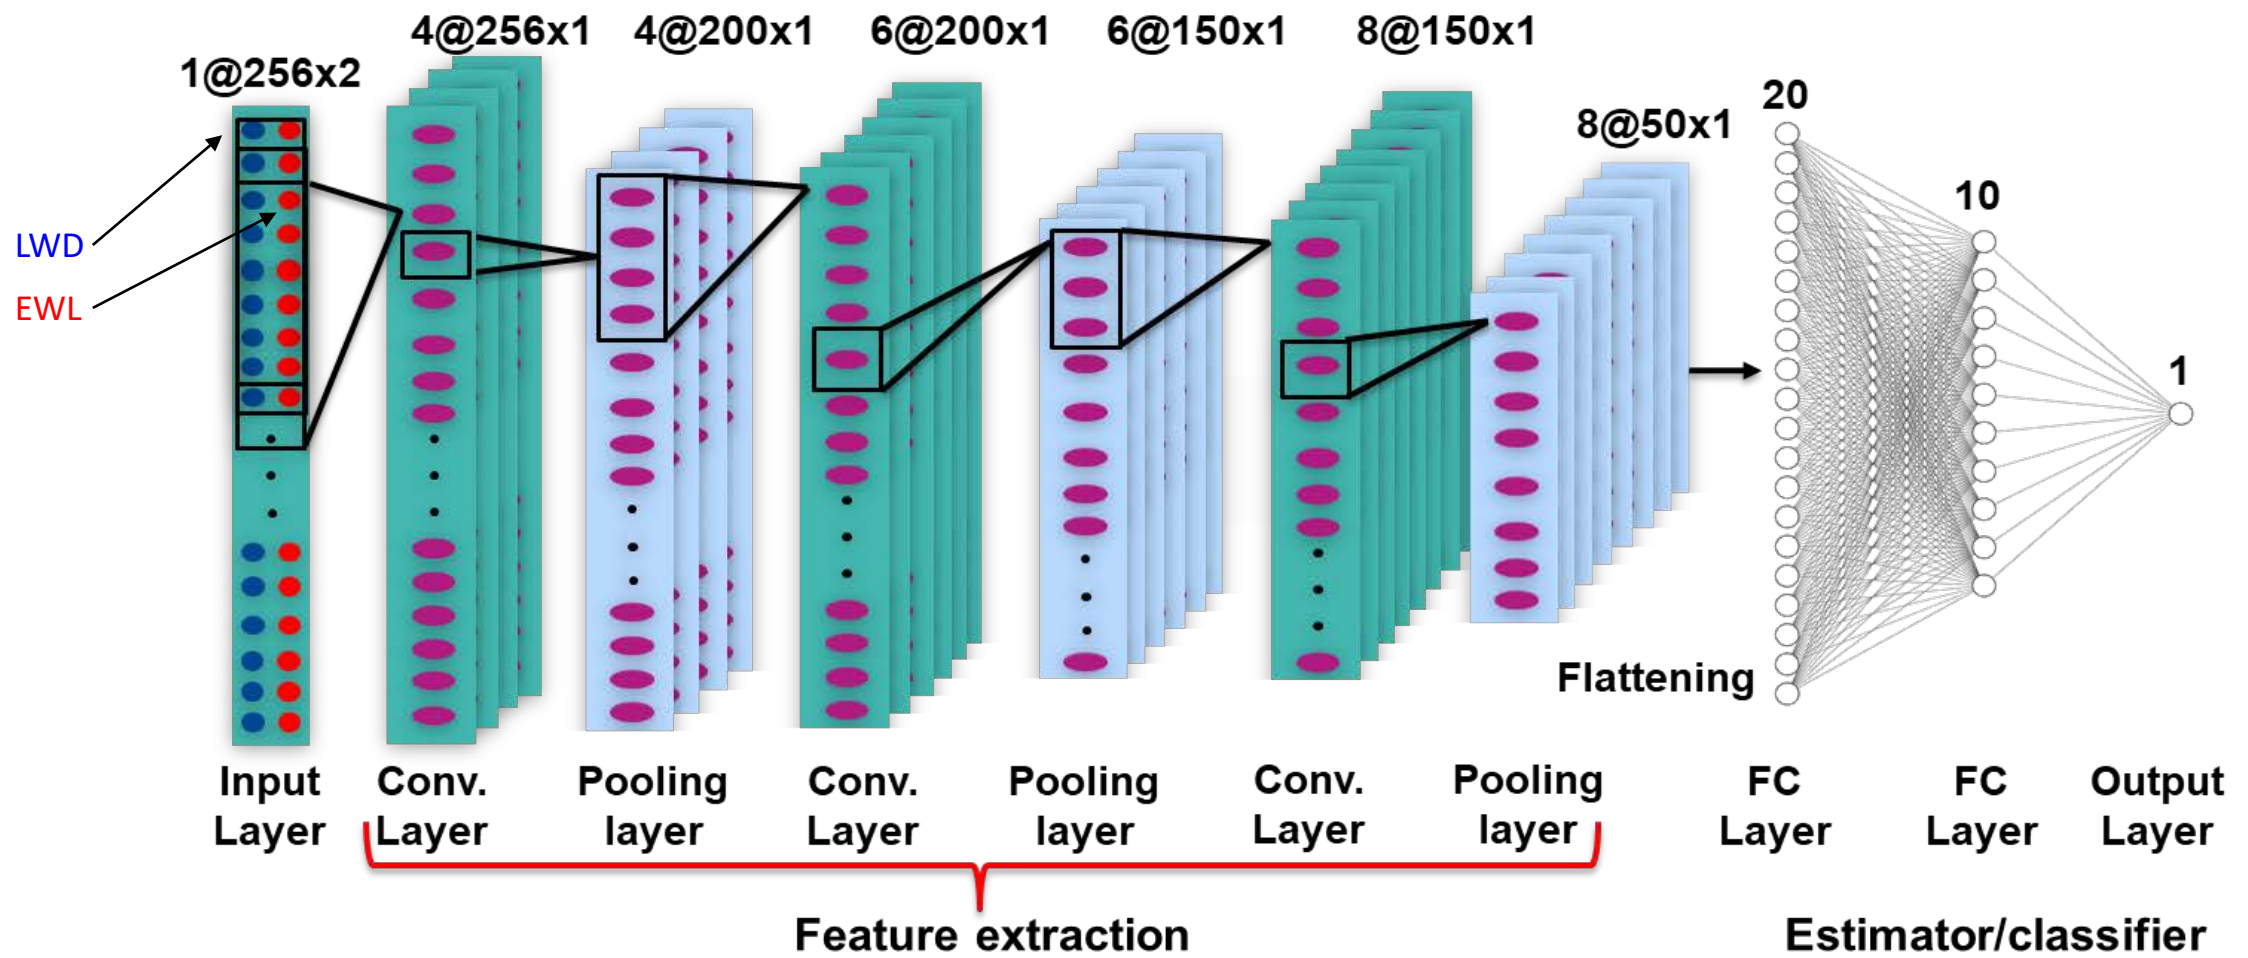 4@256x1
4@200x1
6@200x1
6@150x1
8@150x1
1@256x2
20
8@50x1
10
LWD
EWL
1
Flattening
Input
Layer
Conv.
Layer
Pooling
layer
Conv.
Layer
Pooling
layer
Conv.
Layer
Pooling
layer
FC
Layer
FC
Layer
Output
Layer
Feature extraction
Estimator/classifier